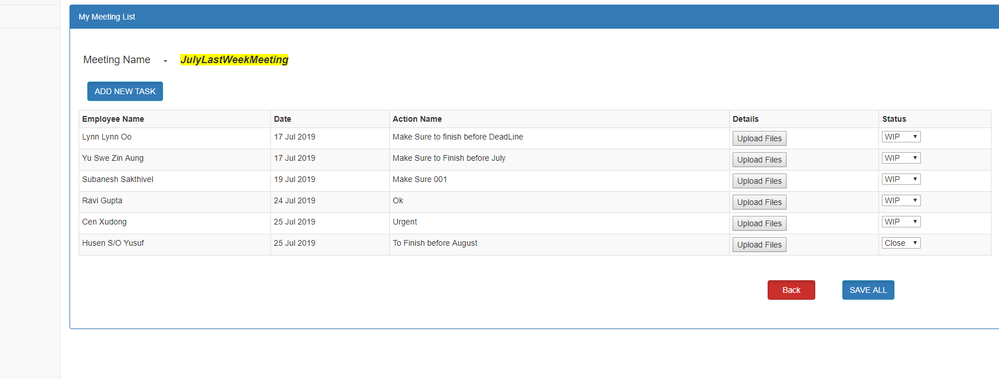 My Meeting List
Meeting Name - JulyLastWeekMeeting
ADD NEW TASK
Employee Name Date Action Name Details Status
Lynn Lynn Oo 17 Jul 2019 Make Sure to finish before DeadLine Upload Files WIP
Yu Swe Zin Aung 17 Jul 2019 Make Sure to Finish before July Upload Files WIP
Subanesh Sakthivel 19 Jul 2019 Make Sure 001 Upload Files WIP
Ravi Gupta 24 Jul 2019 Ok Upload Files WIP
Cen Xudong 25 Jul 2019 Urgent Upload Files WIP
Husen S/O Yusuf 25 Jul 2019 To Finish before August Upload Files Close
Back SAVE ALL